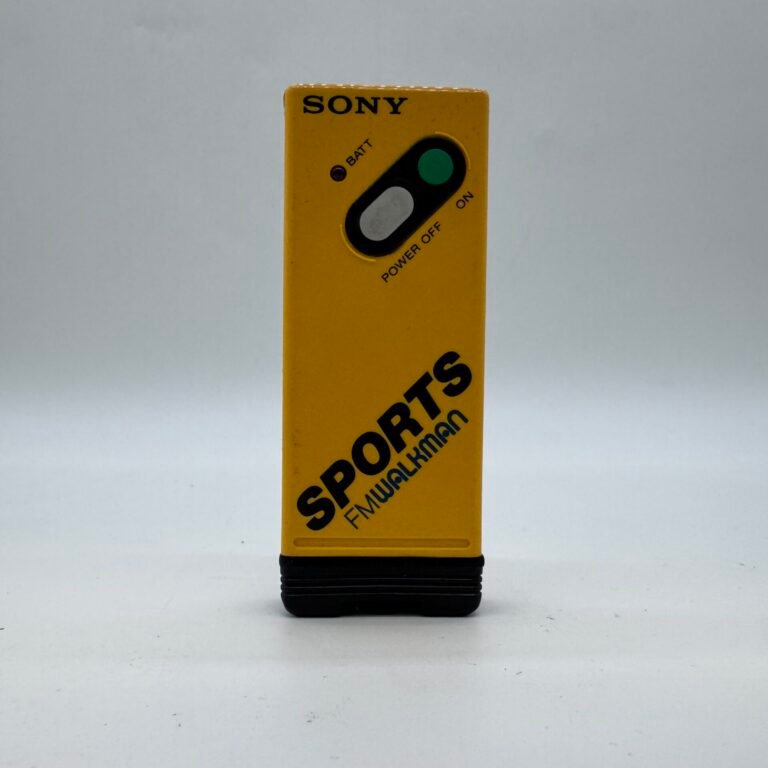 SONY
BATT
POWER OFF ON
SPORTS
FM WALKMAN